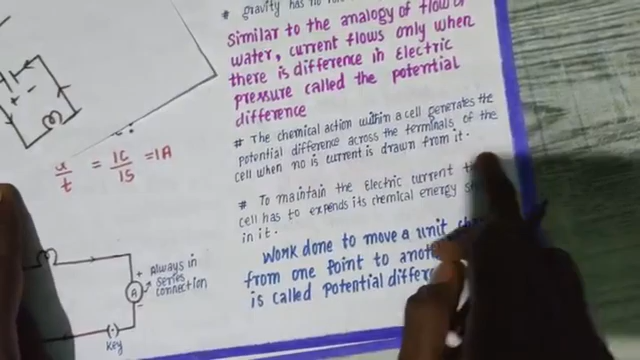 # gravity has no
Similar to the analogy of flow of
water, current flows only when
there is difference in Electric
pressure called the potential
difference
# The chemical action within a cell generates the
potential difference across the terminals of the
cell when no is current is drawn from it.
# To maintain the Electric current
cell has to expends its chemical energy
in it.
Work done to move a unit
from one point to
is called Potential
+ -
= 1C/1S = 1A
t
+
A
-
Always in
series
connection
Key